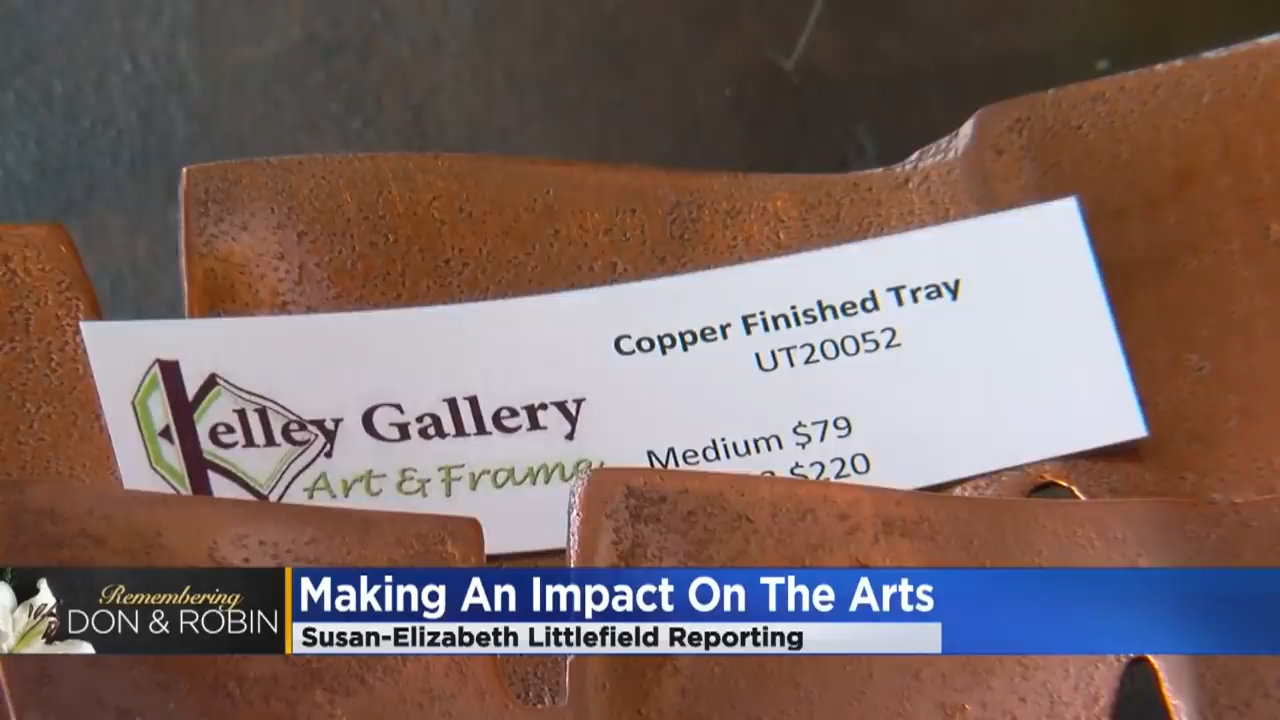 Copper Finished Tray
UT20052
Kelley Gallery
Art & Frame
Medium $79
$220
Remembering
DON & ROBIN
Making An Impact On The Arts
Susan-Elizabeth Littlefield Reporting